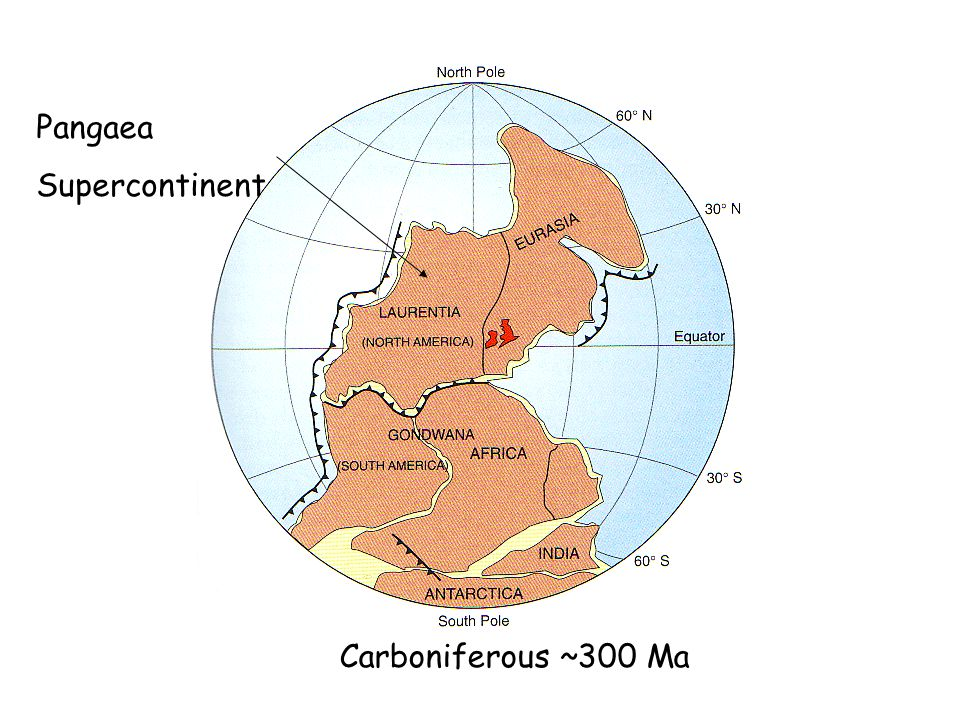 North Pole
60° N
Pangaea
Supercontinent
30° N
EURASIA
LAURENTIA
(NORTH AMERICA)
Equator
GONDWANA
AFRICA
(SOUTH AMERICA)
30° S
INDIA
60° S
ANTARCTICA
South Pole
Carboniferous ~300 Ma